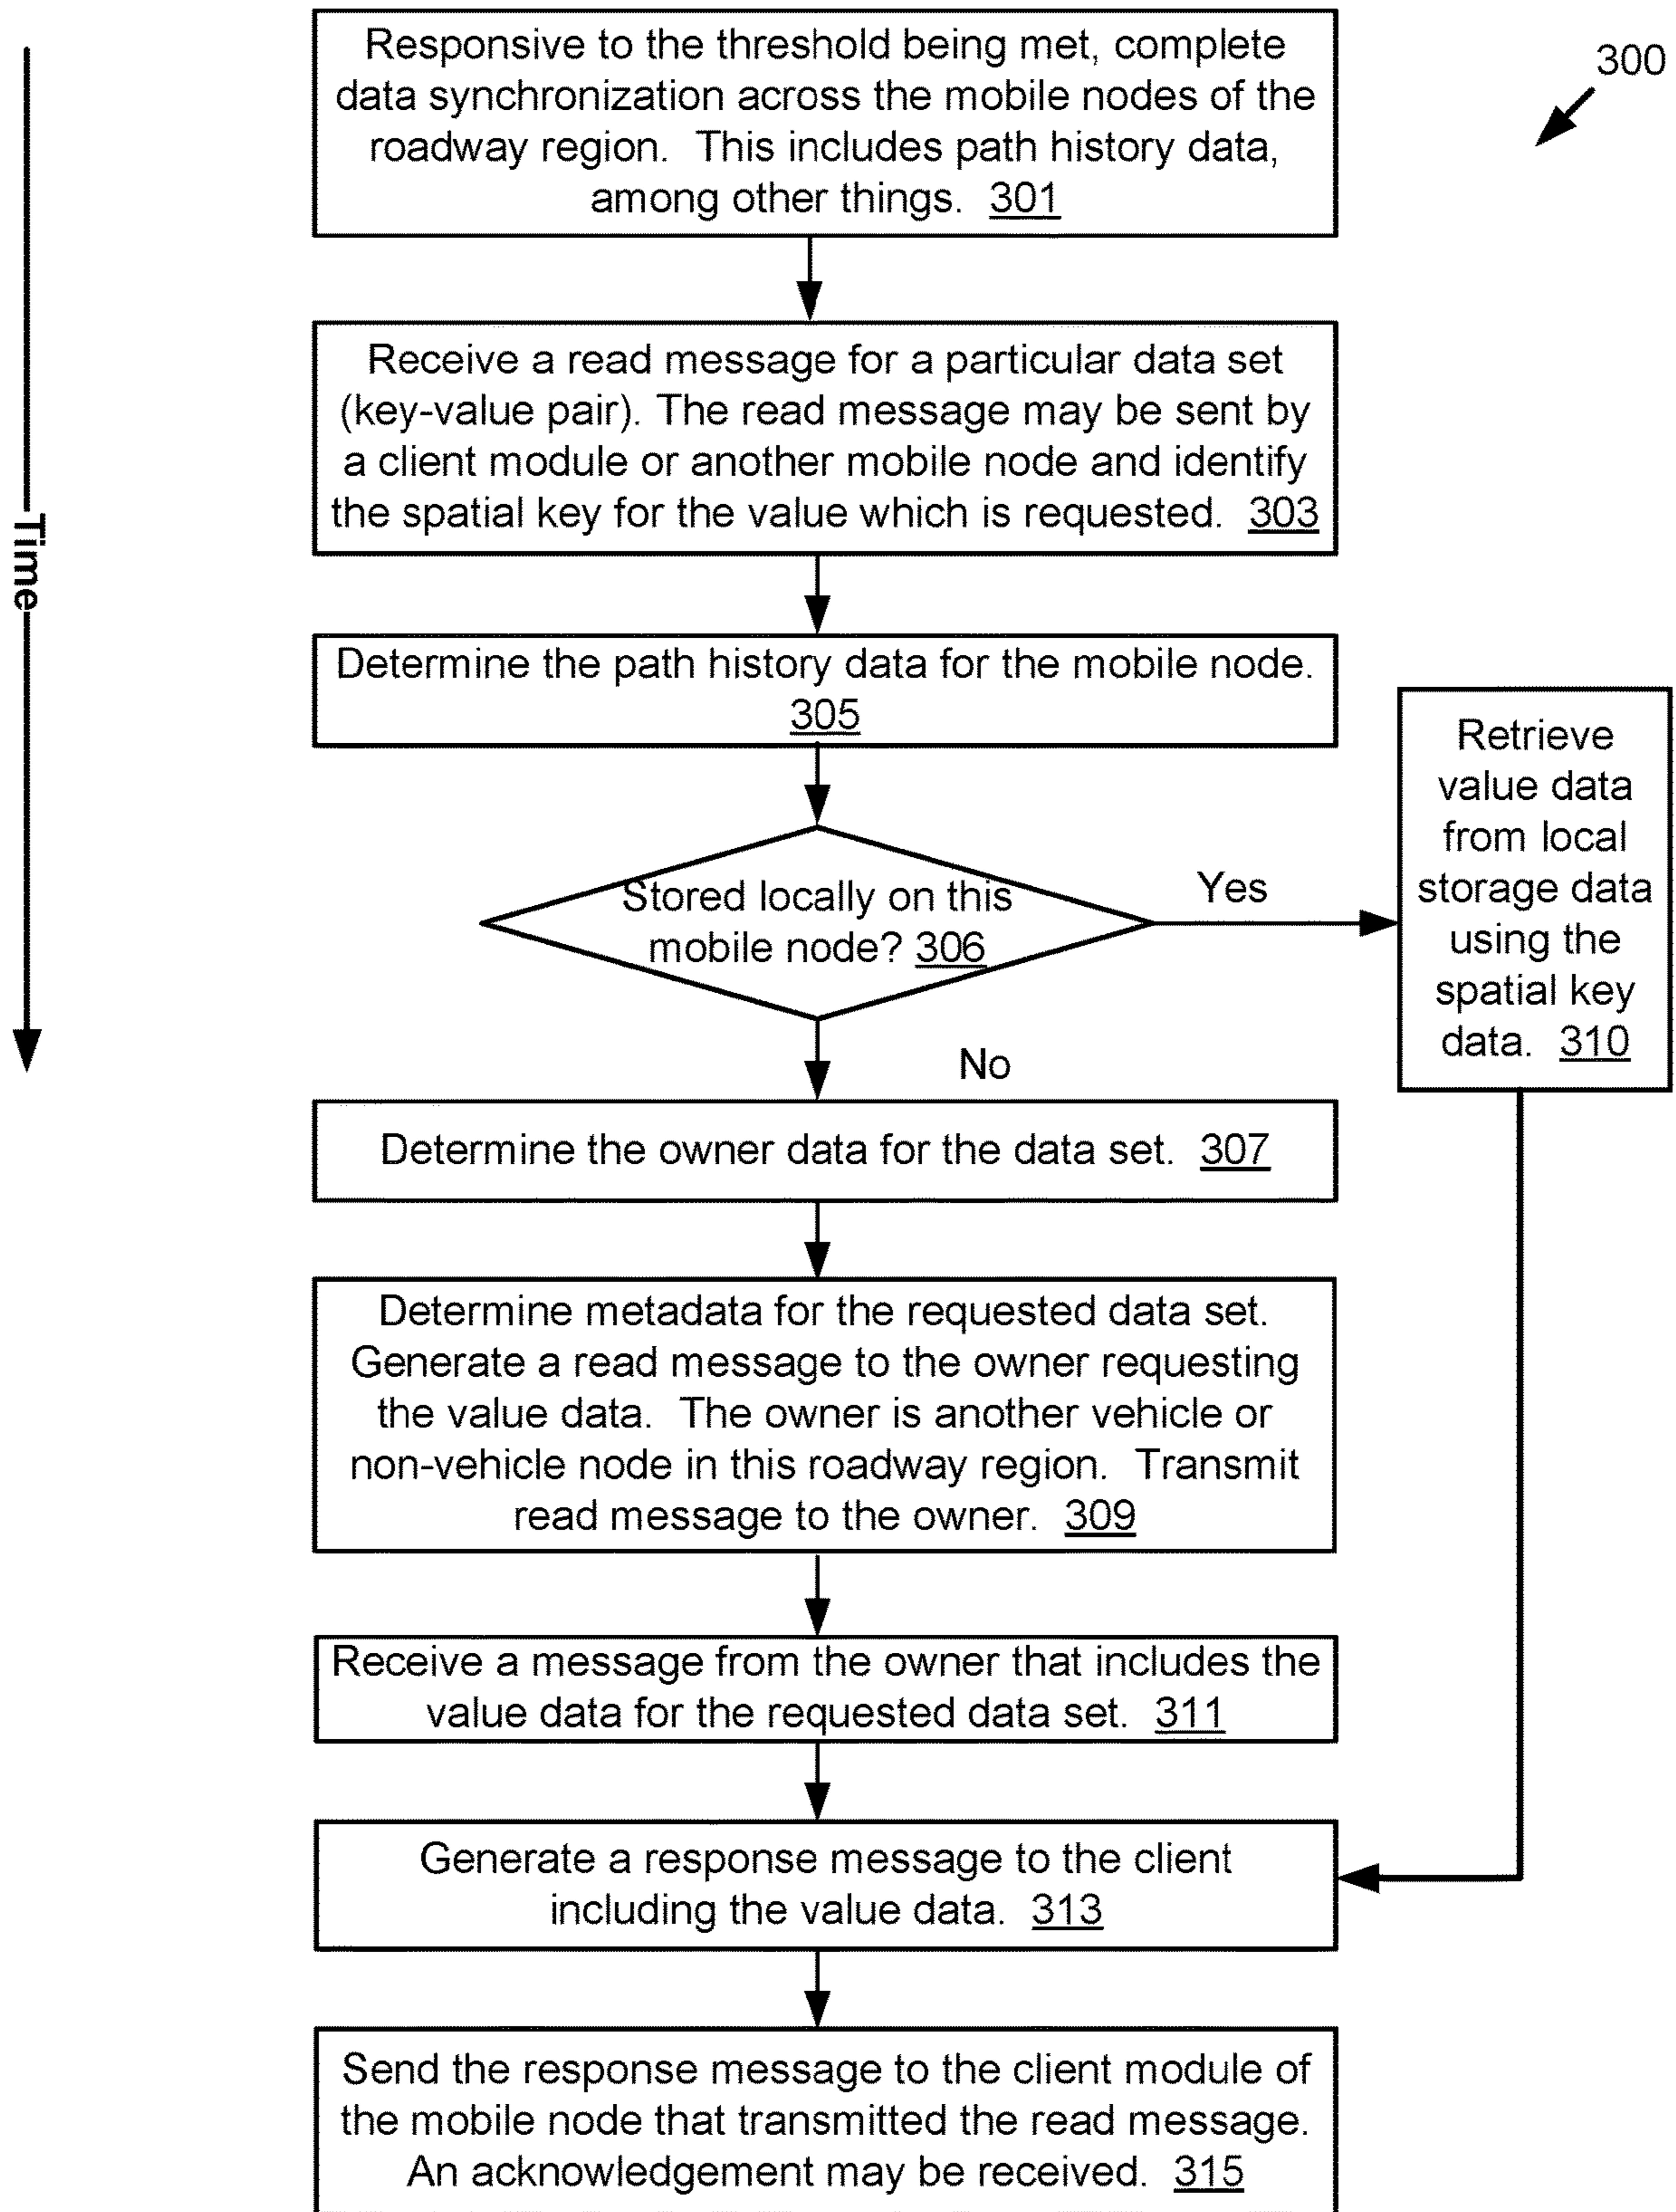 300
Responsive to the threshold being met, complete
data synchronization across the mobile nodes of the
roadway region. This includes path history data,
among other things. 301
Receive a read message for a particular data set
(key-value pair). The read message may be sent by
a client module or another mobile node and identify
the spatial key for the value which is requested. 303
Time
Determine the path history data for the mobile node.
305
Stored locally on this
mobile node? 306
Yes
Retrieve
value data
from local
storage data
using the
spatial key
data. 310
No
Determine the owner data for the data set. 307
Determine metadata for the requested data set.
Generate a read message to the owner requesting
the value data. The owner is another vehicle or
non-vehicle node in this roadway region. Transmit
read message to the owner. 309
Receive a message from the owner that includes the
value data for the requested data set. 311
Generate a response message to the client
including the value data. 313
Send the response message to the client module of
the mobile node that transmitted the read message.
An acknowledgement may be received. 315